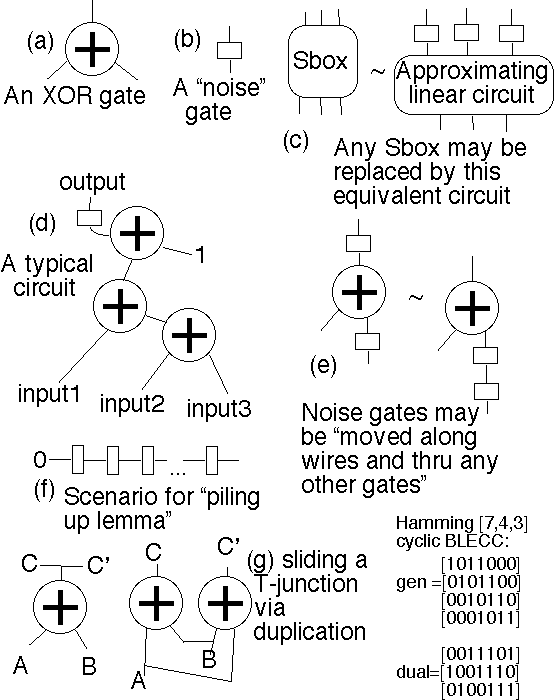 (a)
An XOR gate
(b)
A “noise”
gate
Sbox
~
Approximating
linear circuit
(c)
Any Sbox may be
replaced by this
equivalent circuit
output
(d)
1
A typical
circuit
input1
input2
input3
~
(e)
Noise gates may
be “moved along
wires and thru any
other gates”
0
...
(f)
Scenario for “piling
up lemma”
C
C'
A
B
C
C'
A
B
(g) sliding a
T-junction
via
duplication
Hamming [7,4,3]
cyclic BLECC:
[1011000]
gen =[0101100]
[0010110]
[0001011]
[0011101]
dual=[1001110]
[0100111]